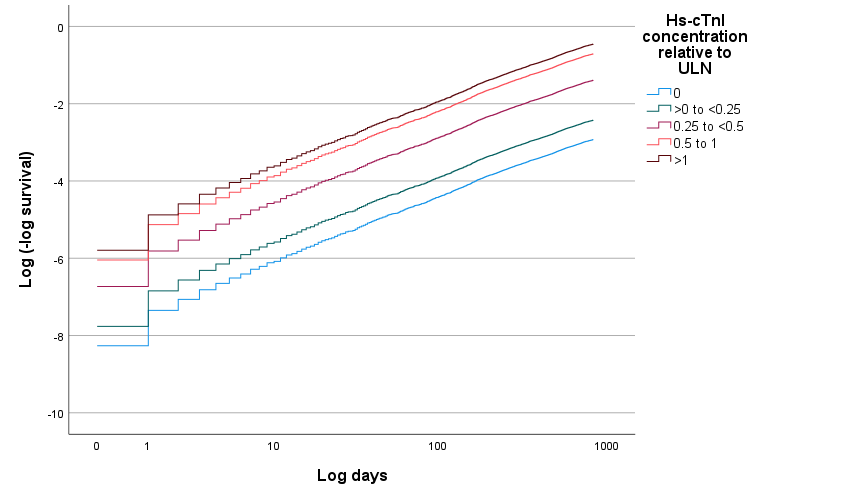 Hs-cTnI
concentration
relative to
ULN
0
>0 to <0.25
0.25 to <0.5
0.5 to 1
>1
Log (-log survival)
0
-2
-4
-6
-8
-10
0 1 10 100 1000
Log days